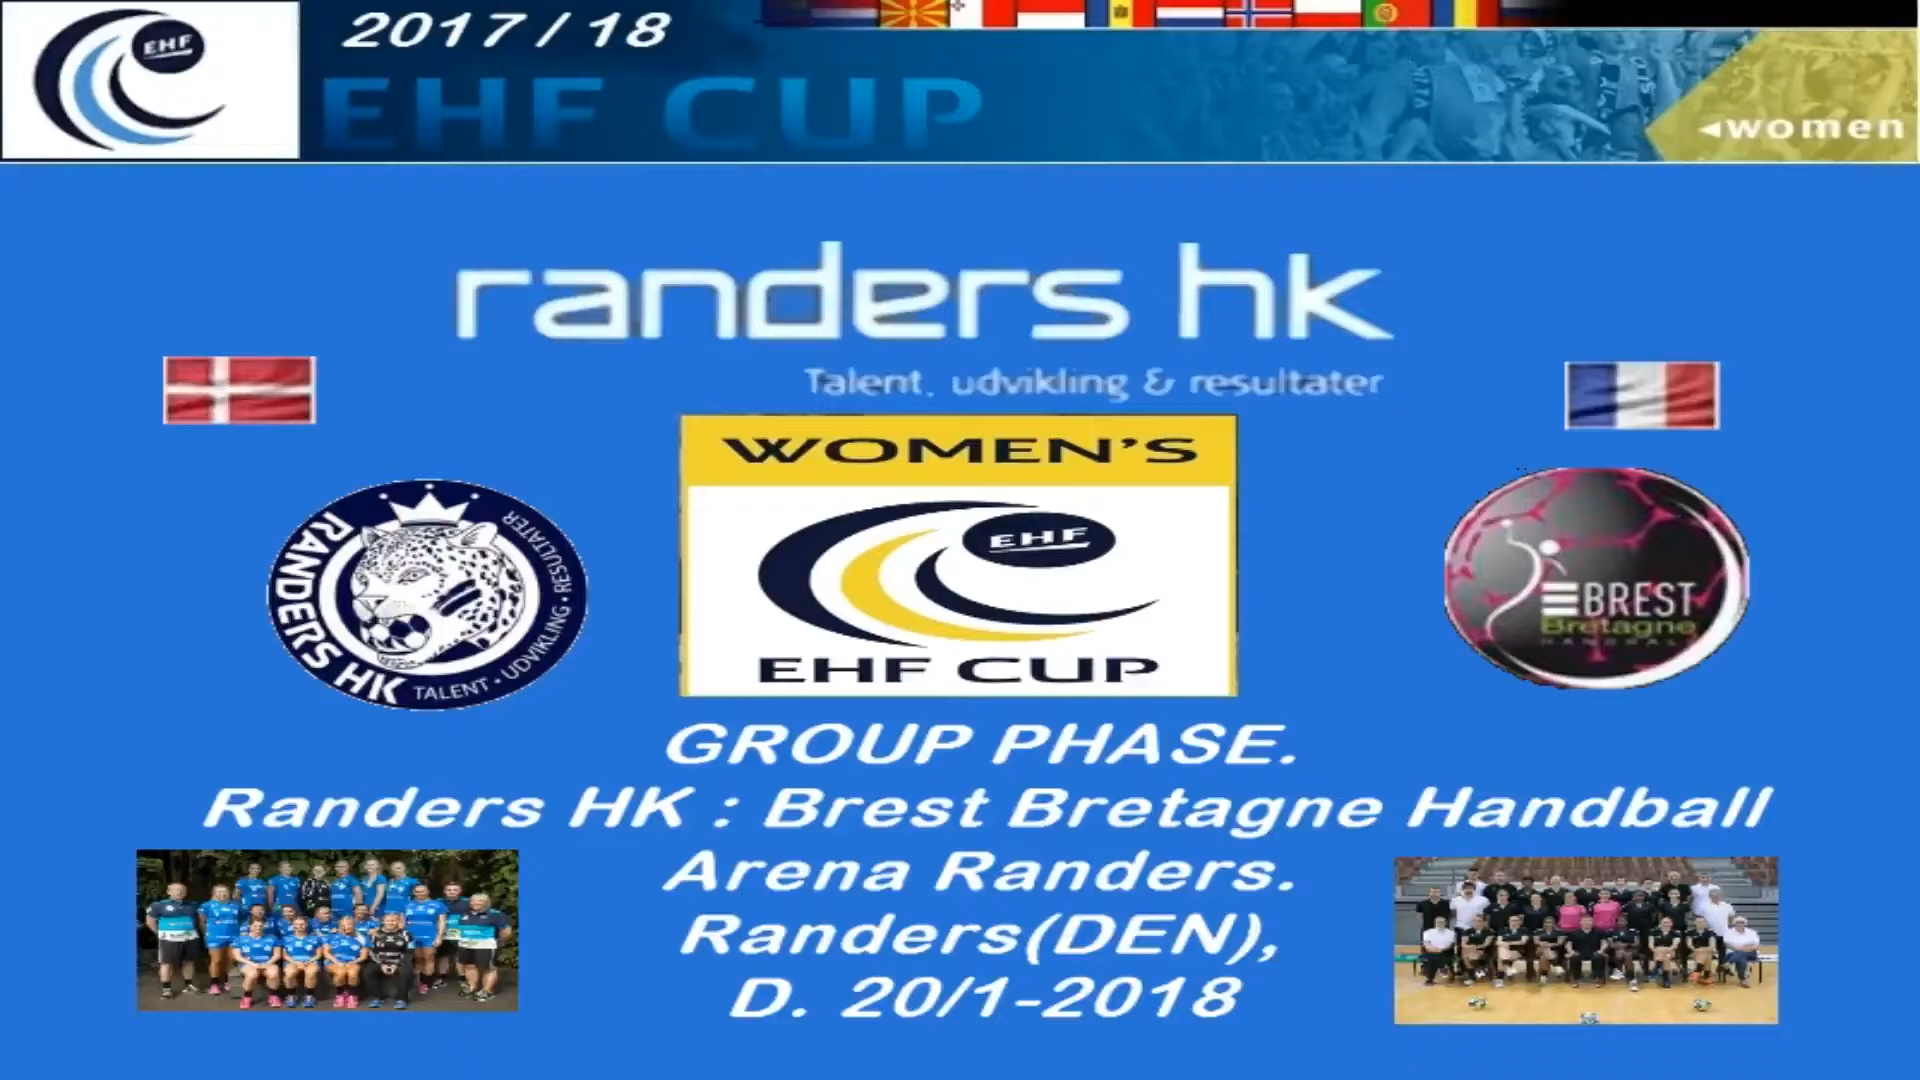 EHF
2017/18
EHF CUP
◄women
randers hk
Talent, udvikling & resultater
WOMEN'S
EHF
EHF CUP
RANDERS HK TALENT • UDVIKLING • RESULTATER
BREST
Bretagne
HANDBALL
GROUP PHASE.
Randers HK : Brest Bretagne Handball
Arena Randers.
Randers(DEN),
D. 20/1-2018